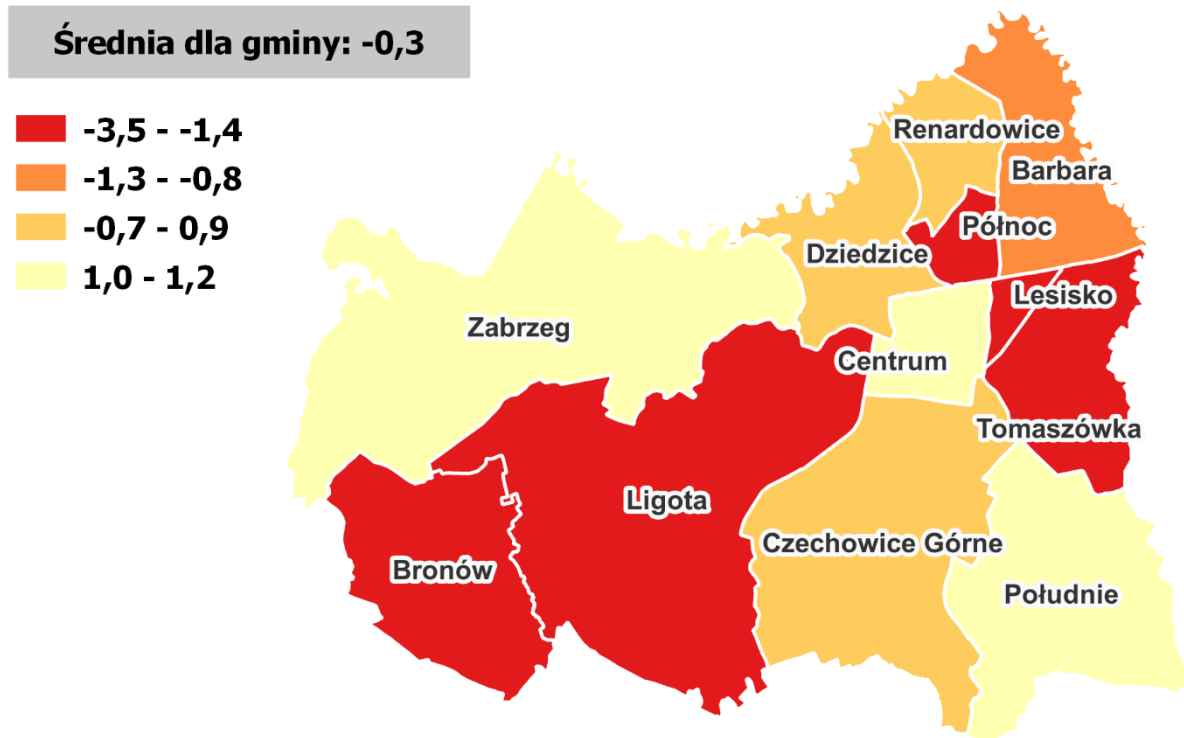 Średnia dla gminy: -0,3
-3,5 - -1,4
-1,3 - -0,8
-0,7 - 0,9
1,0 - 1,2
Renardowice
Barbara
Północ
Dziedzice
Lesisko
Zabrzeg
Centrum
Tomaszówka
Ligota
Czechowice Górne
Bronów
Południe